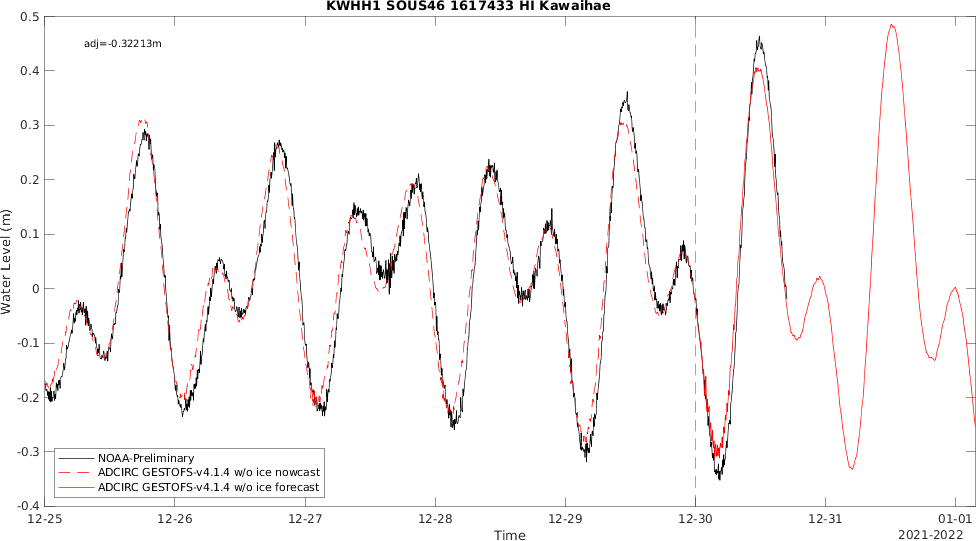 KWHH1 SOUS46 1617433 HI Kawaihae
adj=-0.32213m
Water Level (m)
0.5
0.4
0.3
0.2
0.1
0
-0.1
-0.2
-0.3
-0.4
NOAA-Preliminary
ADCIRC GESTOFS-v4.1.4 w/o ice nowcast
ADCIRC GESTOFS-v4.1.4 w/o ice forecast
12-25 12-26 12-27 12-28 12-29 12-30 12-31 01-01
Time
2021-2022